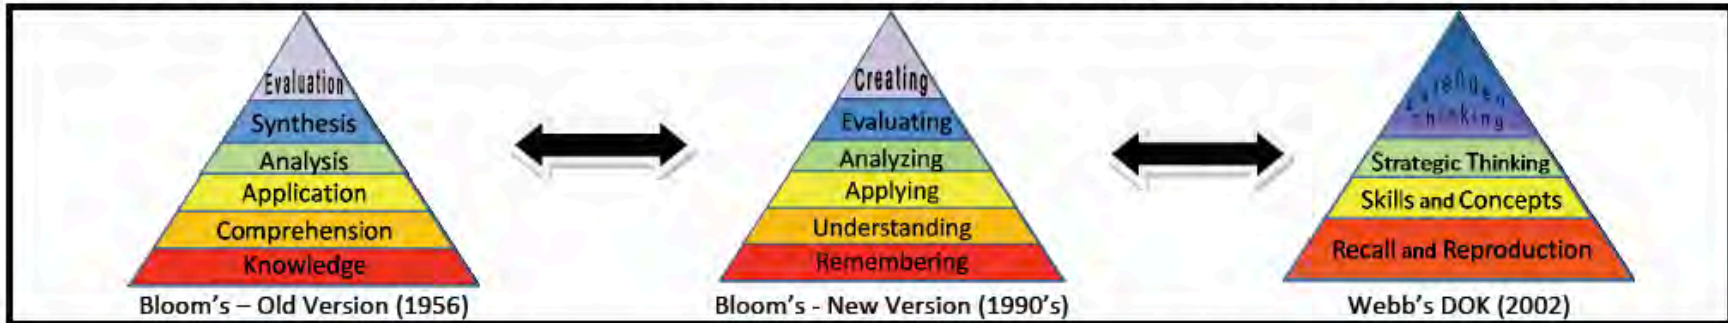 Evaluation
Synthesis
Analysis
Application
Comprehension
Knowledge
Bloom's – Old Version (1956)
Creating
Evaluating
Analyzing
Applying
Understanding
Remembering
Bloom's - New Version (1990's)
Thinking
Strategic Thinking
Skills and Concepts
Recall and Reproduction
Webb's DOK (2002)